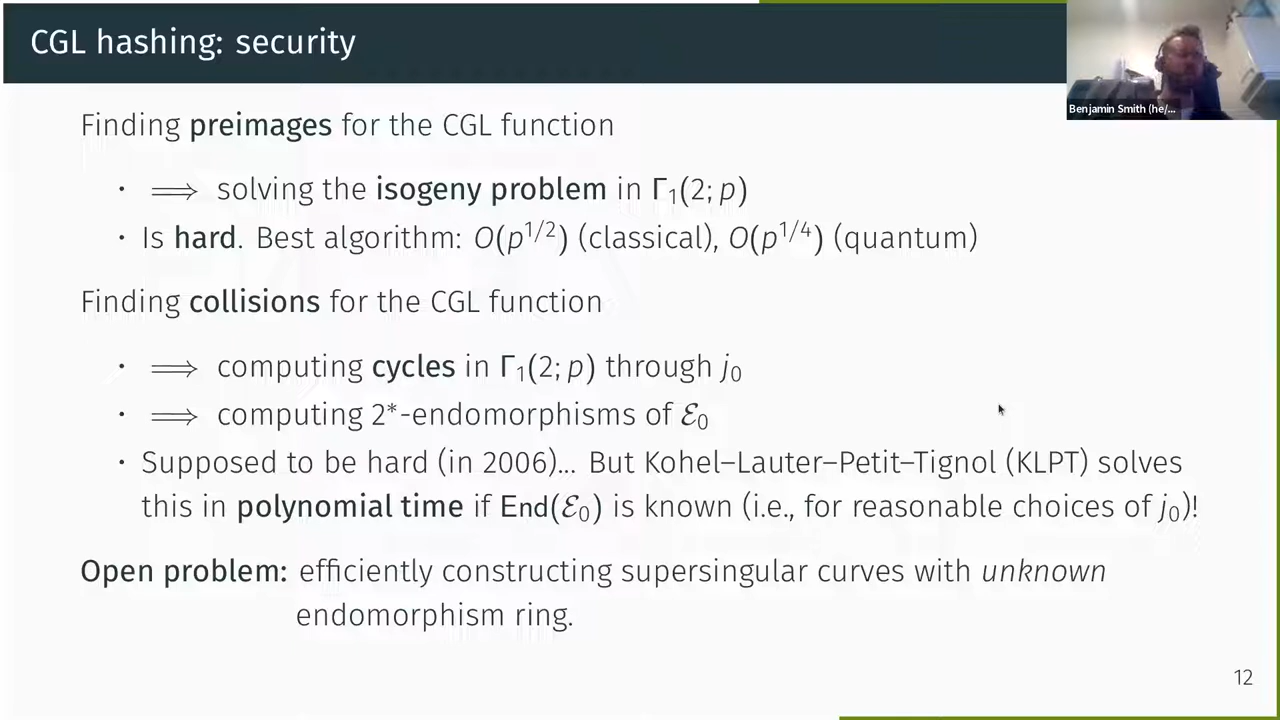 CGL hashing: security
Benjamin Smith (he/...
Finding preimages for the CGL function
• ⟹ solving the isogeny problem in Γ₁(2; p)
• Is hard. Best algorithm: O(p^{1/2}) (classical), O(p^{1/4}) (quantum)
Finding collisions for the CGL function
• ⟹ computing cycles in Γ₁(2; p) through j₀
• ⟹ computing 2*-endomorphisms of ℰ₀
• Supposed to be hard (in 2006)... But Kohel–Lauter–Petit–Tignol (KLPT) solves
this in polynomial time if End(ℰ₀) is known (i.e., for reasonable choices of j₀)!
Open problem: efficiently constructing supersingular curves with unknown
endomorphism ring.
12